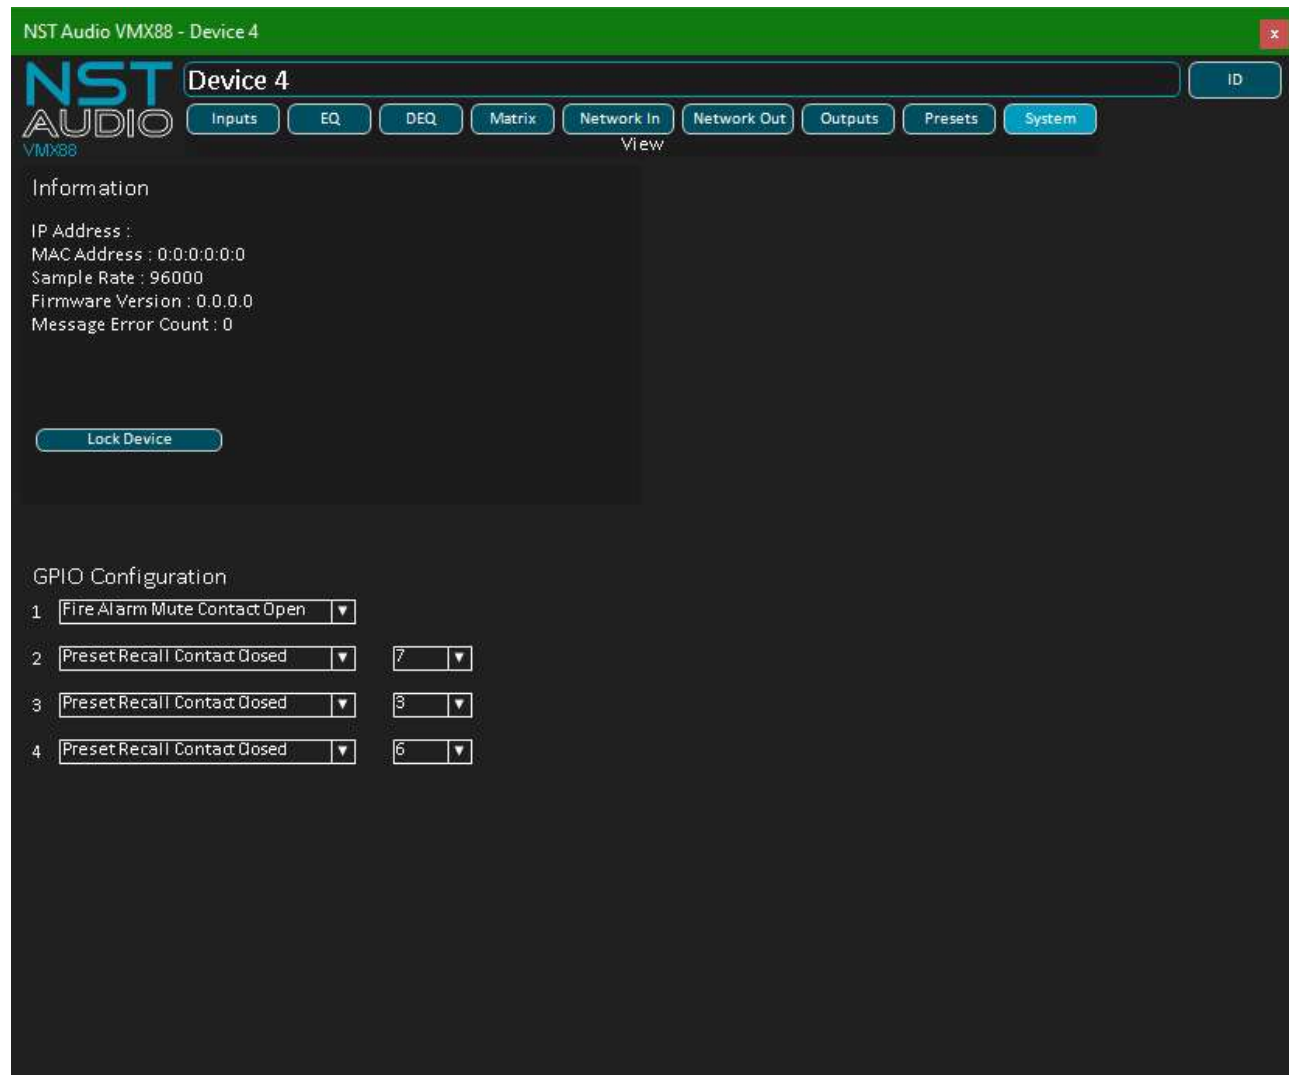 NST Audio VMX88 - Device 4
x
NST
AUDIO
VMX88
Device 4
ID
Inputs
EQ
DEQ
Matrix
Network In
Network Out
Outputs
Presets
System
View
Information
IP Address :
MAC Address : 0:0:0:0:0:0
Sample Rate : 96000
Firmware Version : 0.0.0.0
Message Error Count : 0
Lock Device
GPIO Configuration
1 Fire Alarm Mute Contact Open
2 Preset Recall Contact Closed 7
3 Preset Recall Contact Closed 3
4 Preset Recall Contact Closed 6